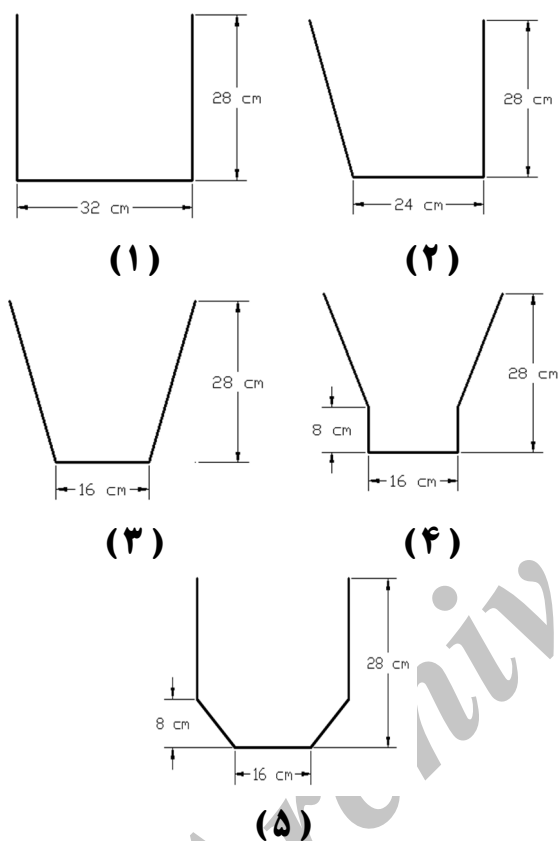 28 cm 28 cm
32 cm 24 cm
(۱) (۲)
28 cm 28 cm
8 cm
16 cm 16 cm
(۳) (۴)
28 cm
8 cm
16 cm
(۵)